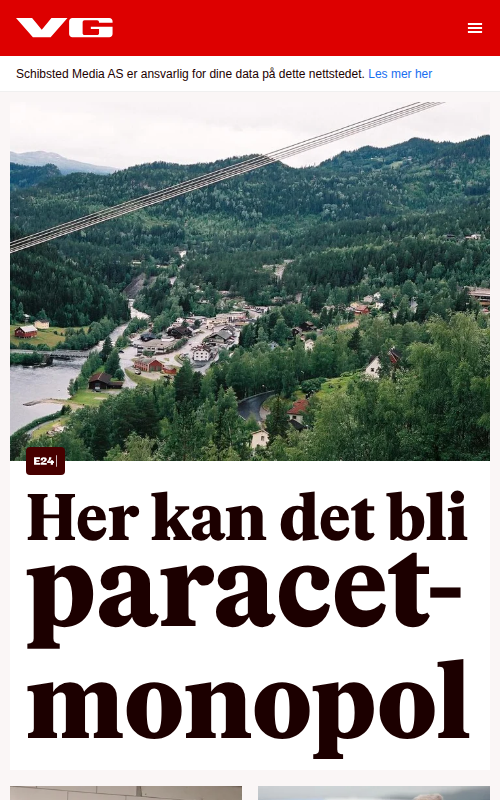 VG
Schibsted Media AS er ansvarlig for dine data på dette nettstedet. Les mer her
E24
Her kan det bli
paracet-
monopol